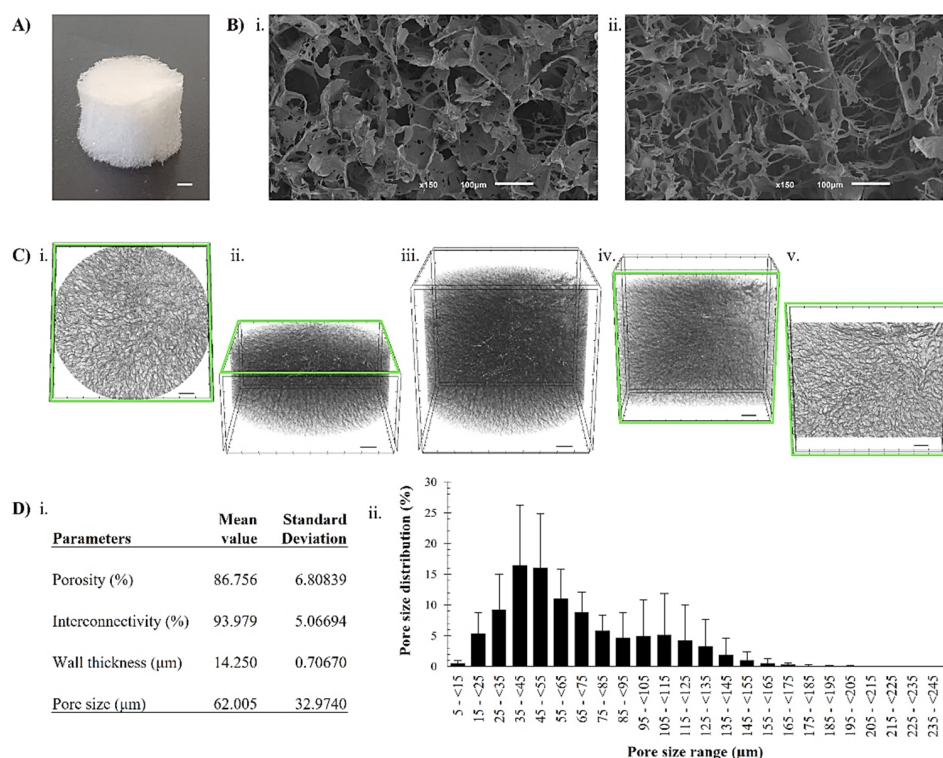 A)
B) i.
ii.
x150 100µm
x150 100µm
C) i.
ii.
iii.
iv.
v.
D) i.
Parameters Mean value Standard Deviation
Porosity (%) 86.756 6.80839
Interconnectivity (%) 93.979 5.06694
Wall thickness (µm) 14.250 0.70670
Pore size (µm) 62.005 32.9740
ii.
Pore size distribution (%)
30
25
20
15
10
5
0
5 - <15
15 - <25
25 - <35
35 - <45
45 - <55
55 - <65
65 - <75
75 - <85
85 - <95
95 - <105
105 - <115
115 - <125
125 - <135
135 - <145
145 - <155
155 - <165
165 - <175
175 - <185
185 - <195
195 - <205
205 - <215
215 - <225
225 - <235
235 - <245
Pore size range (µm)